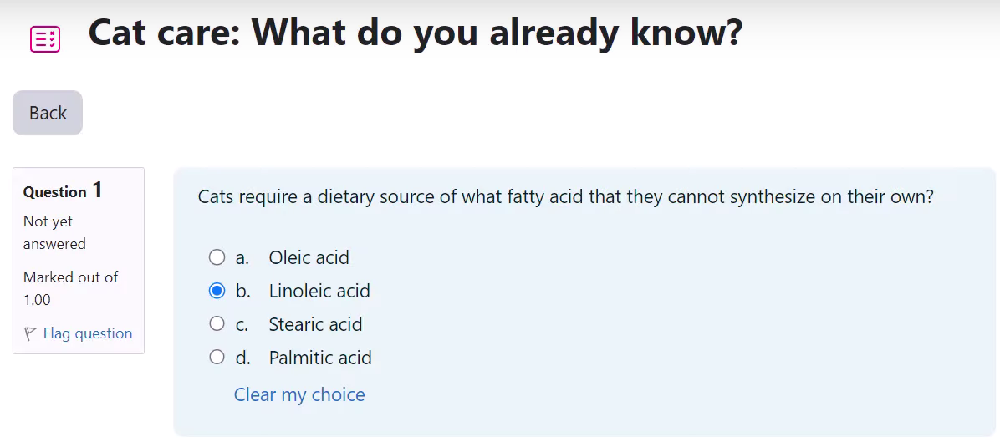 Cat care: What do you already know?
Back
Question 1
Not yet
answered
Marked out of
1.00
Flag question
Cats require a dietary source of what fatty acid that they cannot synthesize on their own?
a. Oleic acid
b. Linoleic acid
c. Stearic acid
d. Palmitic acid
Clear my choice